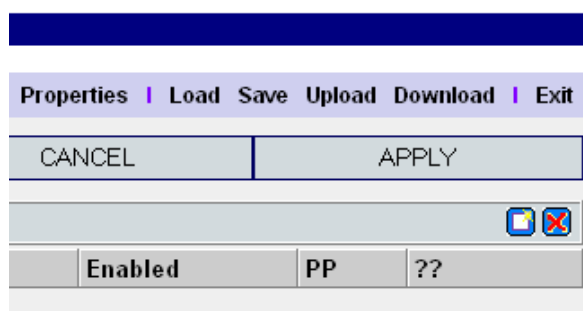 Properties | Load Save Upload Download | Exit
CANCEL APPLY
Enabled PP ??